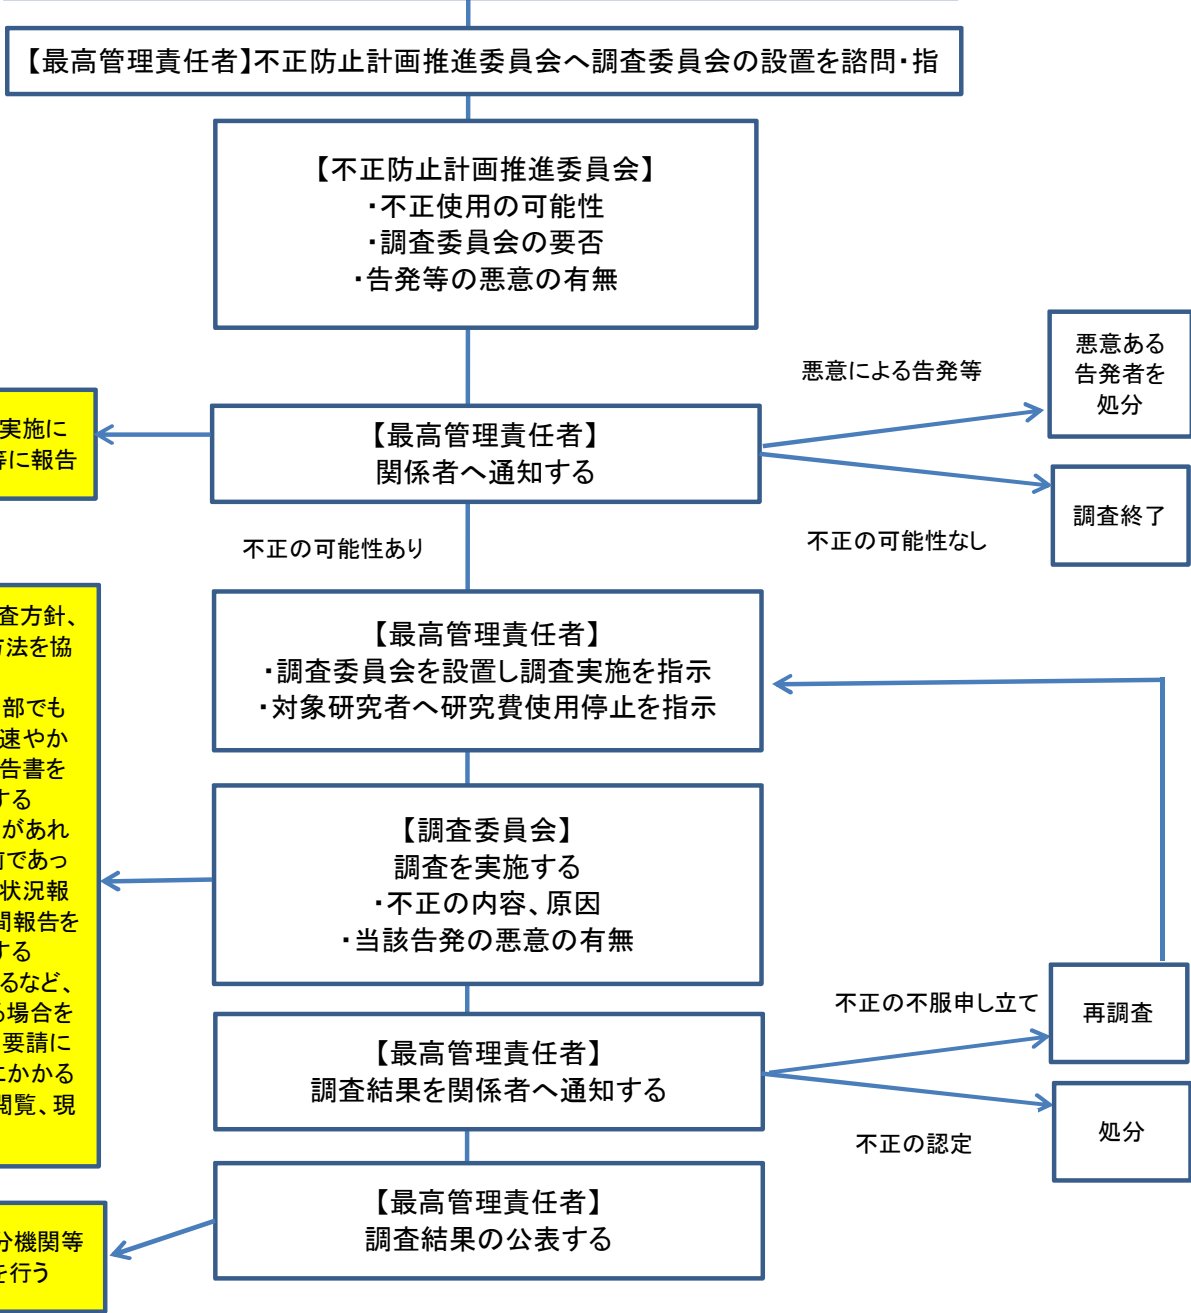 【最高管理責任者】不正防止計画推進委員会へ調査委員会の設置を諮問・指
【不正防止計画推進委員会】
・不正使用の可能性
・調査委員会の要否
・告発等の悪意の有無
悪意による告発等
悪意ある
告発者を
処分
実施に
等に報告
【最高管理責任者】
関係者へ通知する
調査終了
不正の可能性あり
不正の可能性なし
査方針、
方法を協
部でも
速やか
告書を
する
があれ
前であっ
状況報
間報告を
する
るなど、
る場合を
要請に
にかかる
閲覧、現
【最高管理責任者】
・調査委員会を設置し調査実施を指示
・対象研究者へ研究費使用停止を指示
【調査委員会】
調査を実施する
・不正の内容、原因
・当該告発の悪意の有無
不正の不服申し立て
再調査
【最高管理責任者】
調査結果を関係者へ通知する
不正の認定
処分
【最高管理責任者】
調査結果の公表する
分機関等
を行う